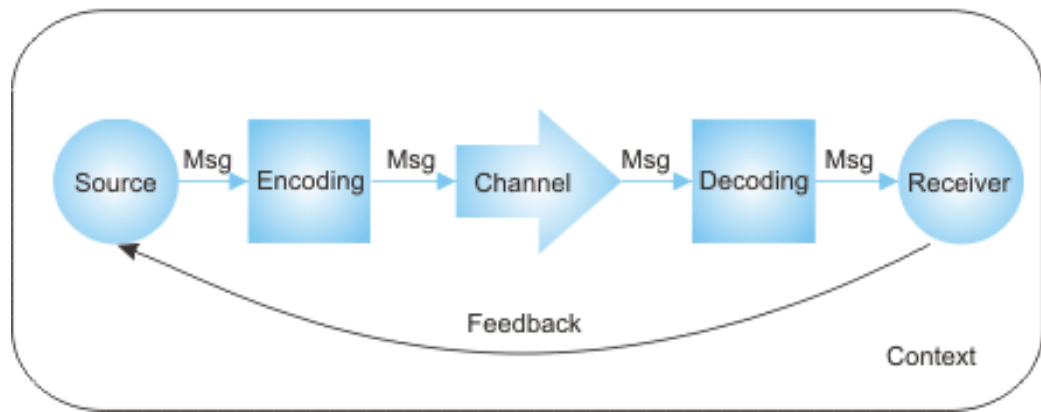 Msg
Msg
Msg
Msg
Source
Encoding
Channel
Decoding
Receiver
Feedback
Context